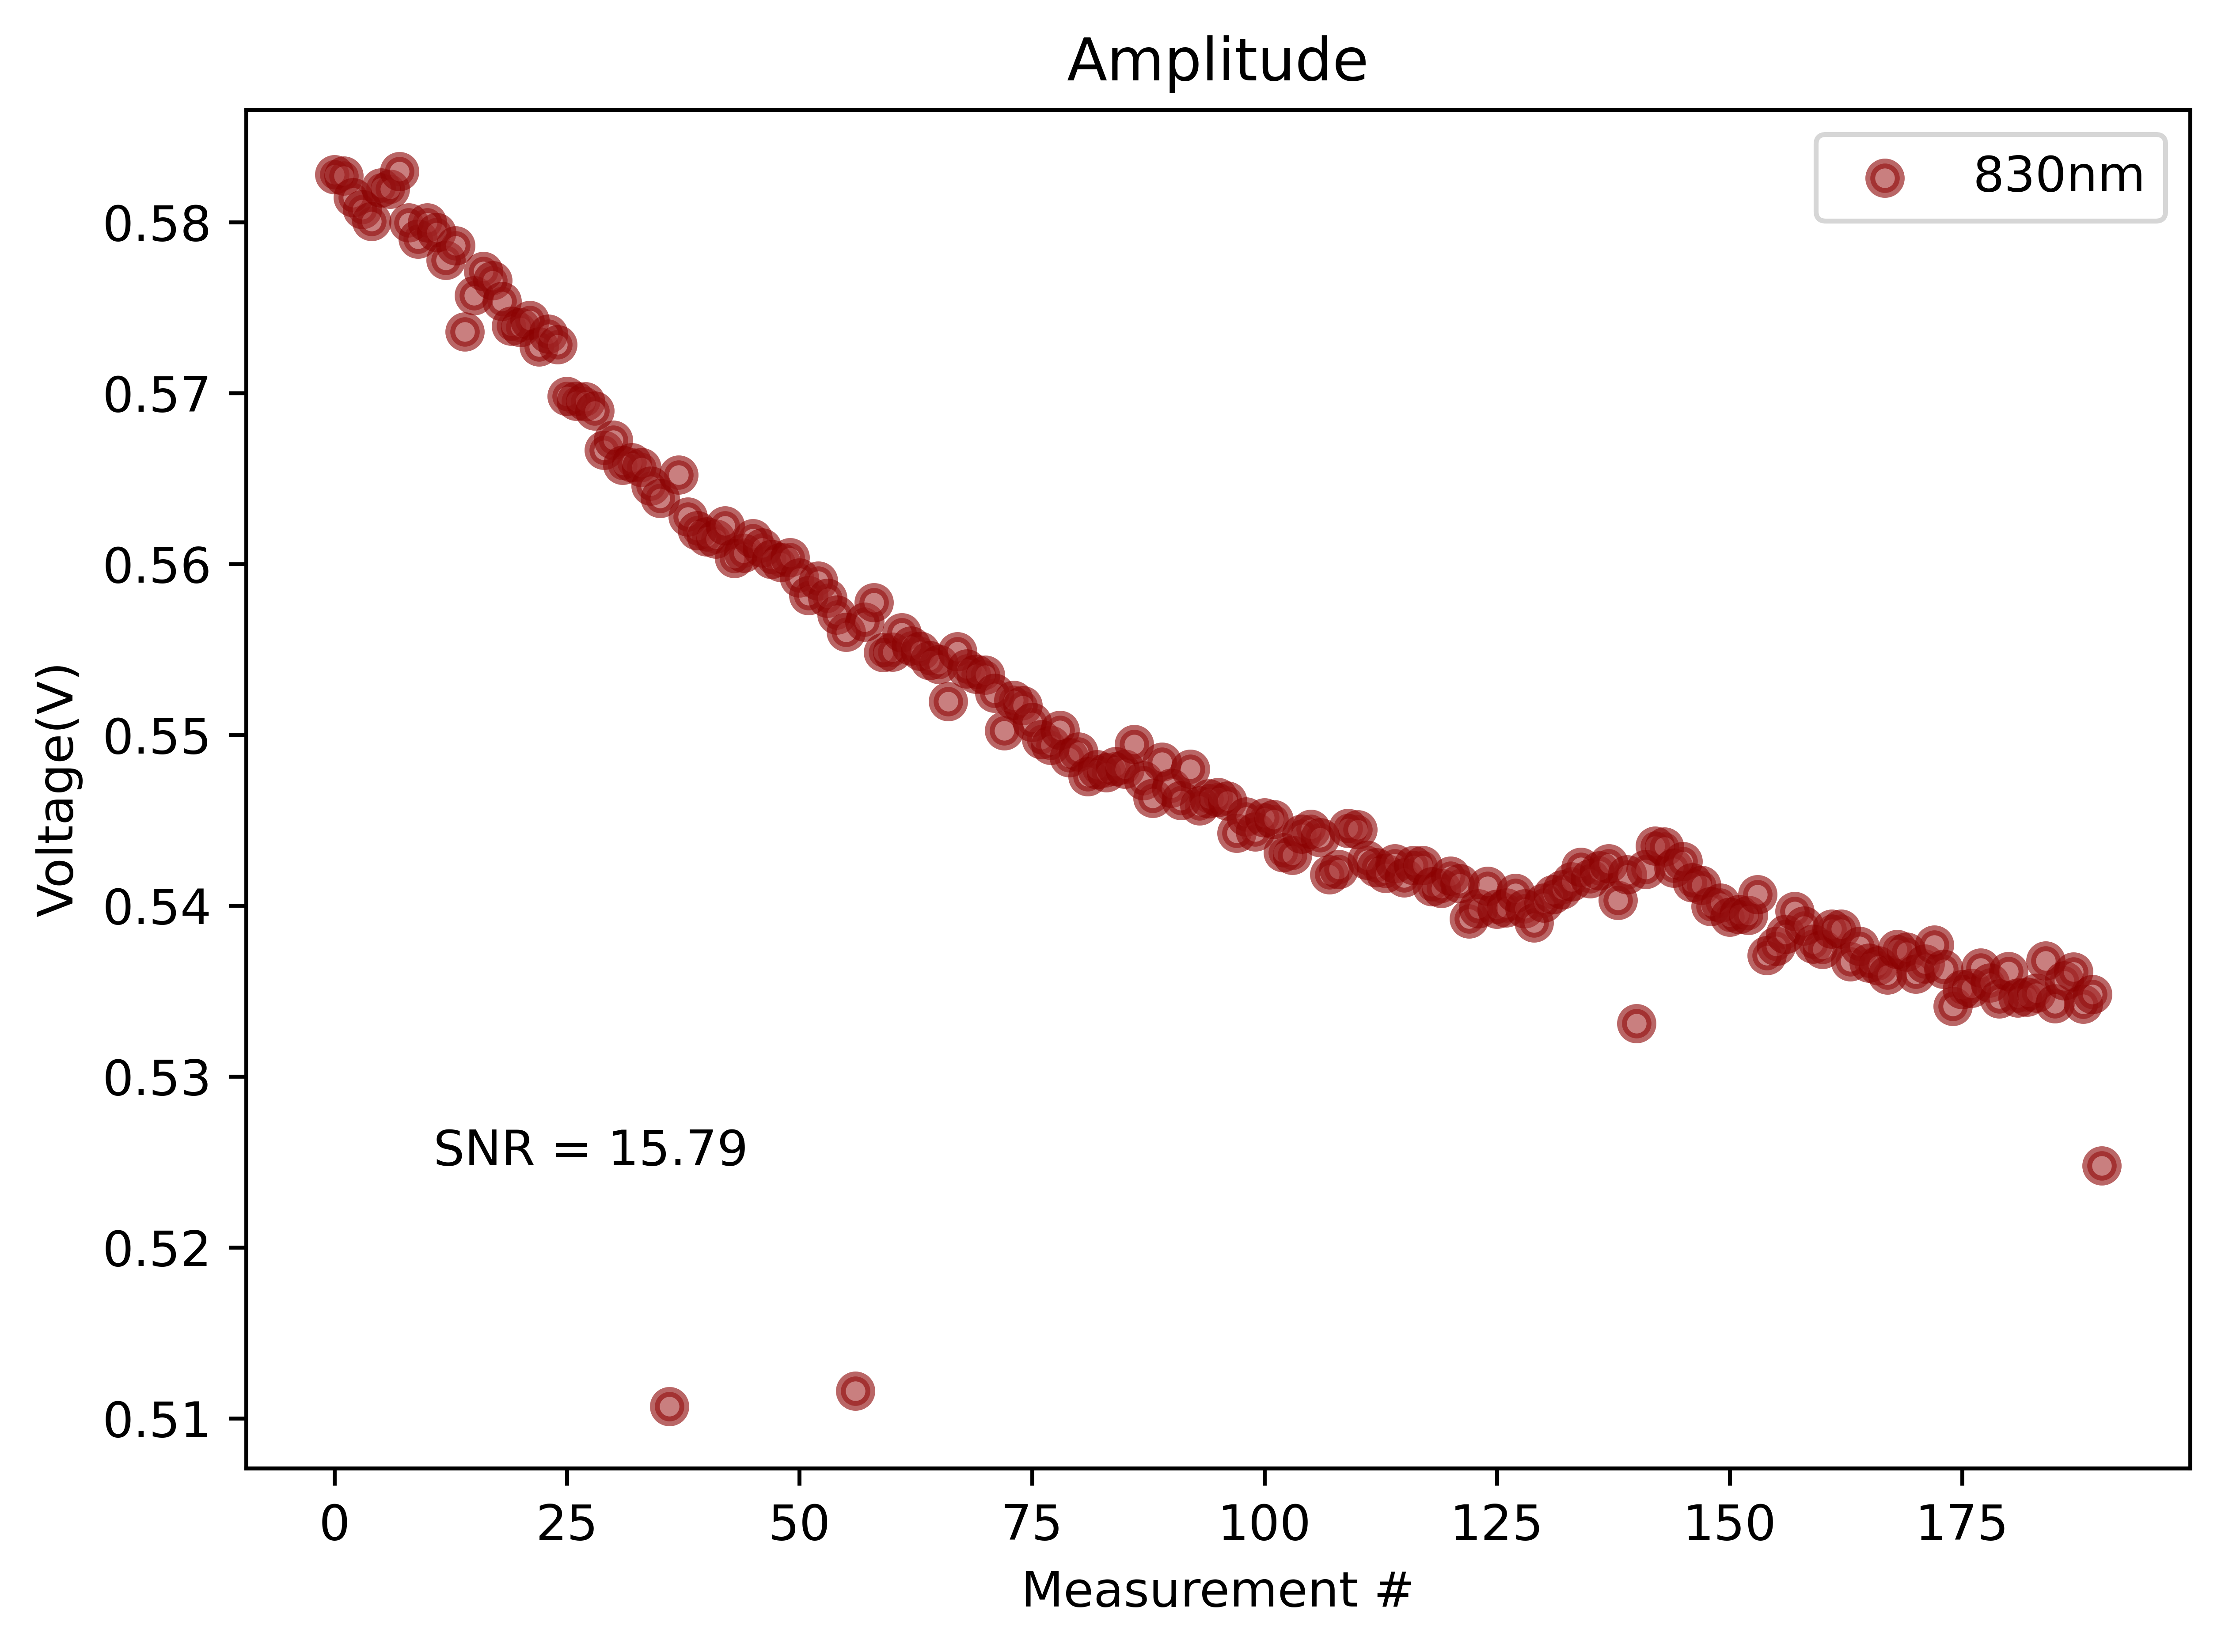 Amplitude
830nm
Voltage(V)
0.58
0.57
0.56
0.55
0.54
0.53
0.52
0.51
SNR = 15.79
0 25 50 75 100 125 150 175
Measurement #